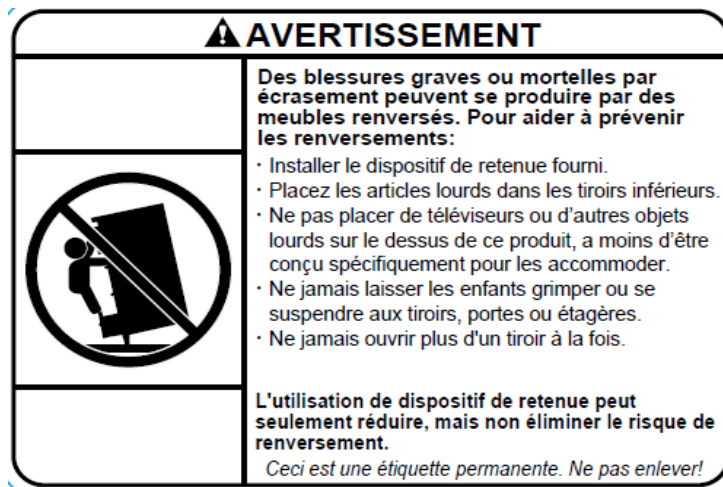 AVERTISSEMENT
Des blessures graves ou mortelles par
écrasement peuvent se produire par des
meubles renversés. Pour aider à prévenir
les renversements:
· Installer le dispositif de retenue fourni.
· Placez les articles lourds dans les tiroirs inférieurs.
· Ne pas placer de téléviseurs ou d'autres objets
lourds sur le dessus de ce produit, a moins d'être
conçu spécifiquement pour les accommoder.
· Ne jamais laisser les enfants grimper ou se
suspendre aux tiroirs, portes ou étagères.
· Ne jamais ouvrir plus d'un tiroir à la fois.
L'utilisation de dispositif de retenue peut
seulement réduire, mais non éliminer le risque de
renversement.
Ceci est une étiquette permanente. Ne pas enlever!